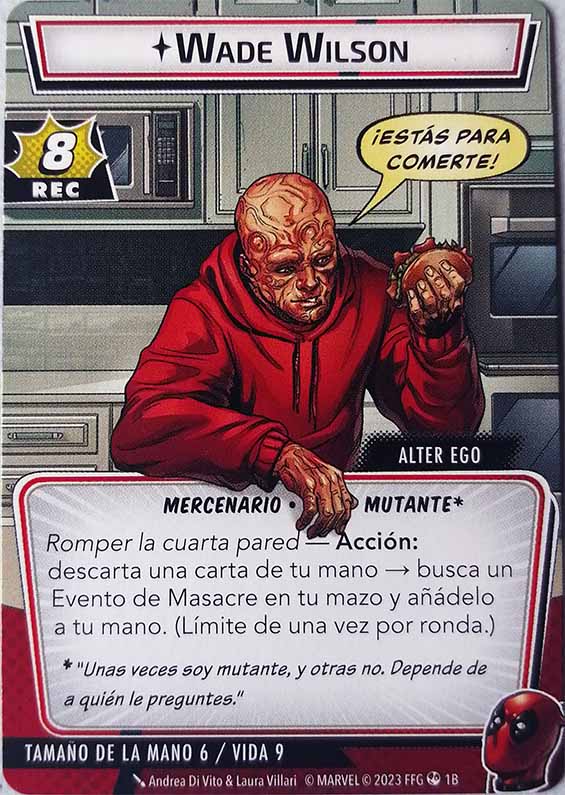 WADE WILSON
8
REC
¡ESTÁS PARA
COMERTE!
ALTER EGO
MERCENARIO • MUTANTE*
Romper la cuarta pared — Acción:
descarta una carta de tu mano → busca un
Evento de Masacre en tu mazo y añádelo
a tu mano. (Límite de una vez por ronda.)
* "Unas veces soy mutante, y otras no. Depende de
a quién le preguntes."
TAMAÑO DE LA MANO 6 / VIDA 9
Andrea Di Vito & Laura Villari © MARVEL © 2023 FFG 1B